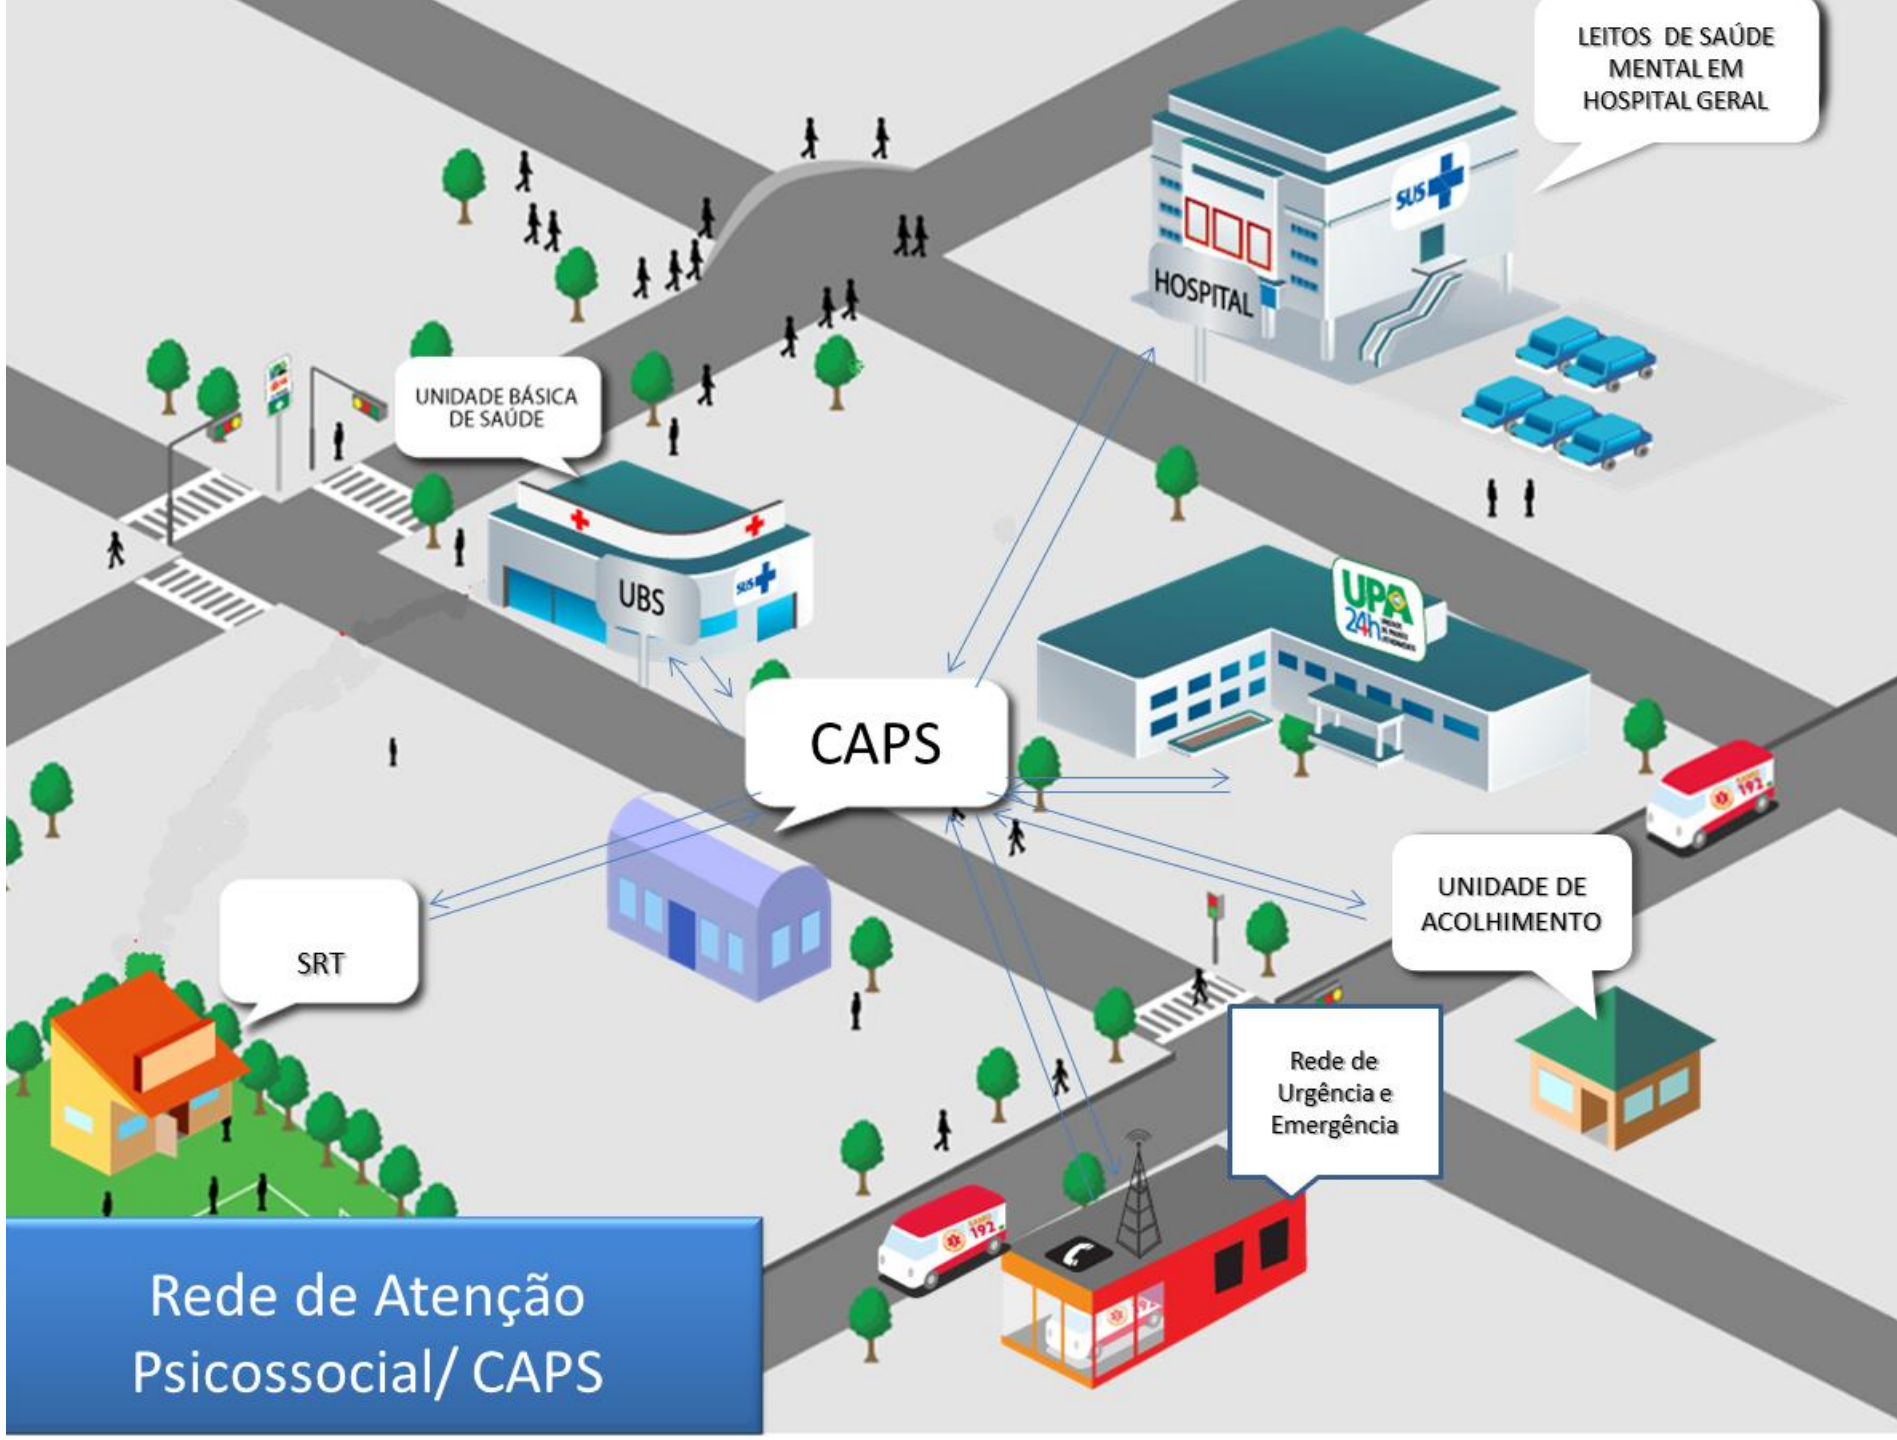 LEITOS DE SAÚDE
MENTAL EM
HOSPITAL GERAL
SUS
HOSPITAL
UNIDADE BÁSICA
DE SAÚDE
SUS
UBS
UPA
24h
CAPS
192
UNIDADE DE
ACOLHIMENTO
SRT
Rede de
Urgência e
Emergência
192
192
Rede de Atenção
Psicossocial/ CAPS